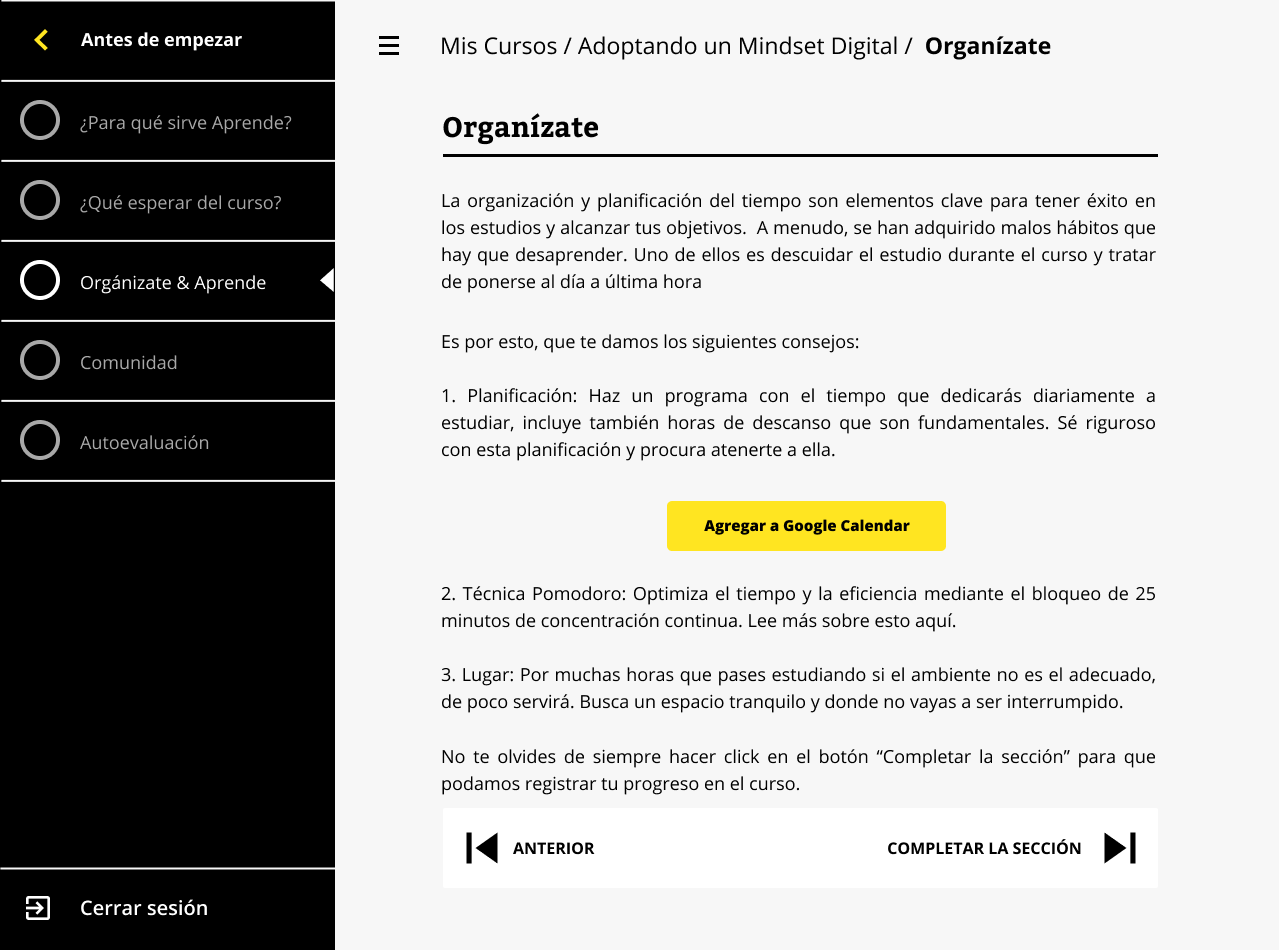 Antes de empezar
¿Para qué sirve Aprende?
¿Qué esperar del curso?
Orgánizate & Aprende
Comunidad
Autoevaluación
Cerrar sesión
Mis Cursos / Adoptando un Mindset Digital / Organízate
Organízate
La organización y planificación del tiempo son elementos clave para tener éxito en
los estudios y alcanzar tus objetivos. A menudo, se han adquirido malos hábitos que
hay que desaprender. Uno de ellos es descuidar el estudio durante el curso y tratar
de ponerse al día a última hora
Es por esto, que te damos los siguientes consejos:
1. Planificación: Haz un programa con el tiempo que dedicarás diariamente a
estudiar, incluye también horas de descanso que son fundamentales. Sé riguroso
con esta planificación y procura atenerte a ella.
Agregar a Google Calendar
2. Técnica Pomodoro: Optimiza el tiempo y la eficiencia mediante el bloqueo de 25
minutos de concentración continua. Lee más sobre esto aquí.
3. Lugar: Por muchas horas que pases estudiando si el ambiente no es el adecuado,
de poco servirá. Busca un espacio tranquilo y donde no vayas a ser interrumpido.
No te olvides de siempre hacer click en el botón “Completar la sección” para que
podamos registrar tu progreso en el curso.
ANTERIOR
COMPLETAR LA SECCIÓN